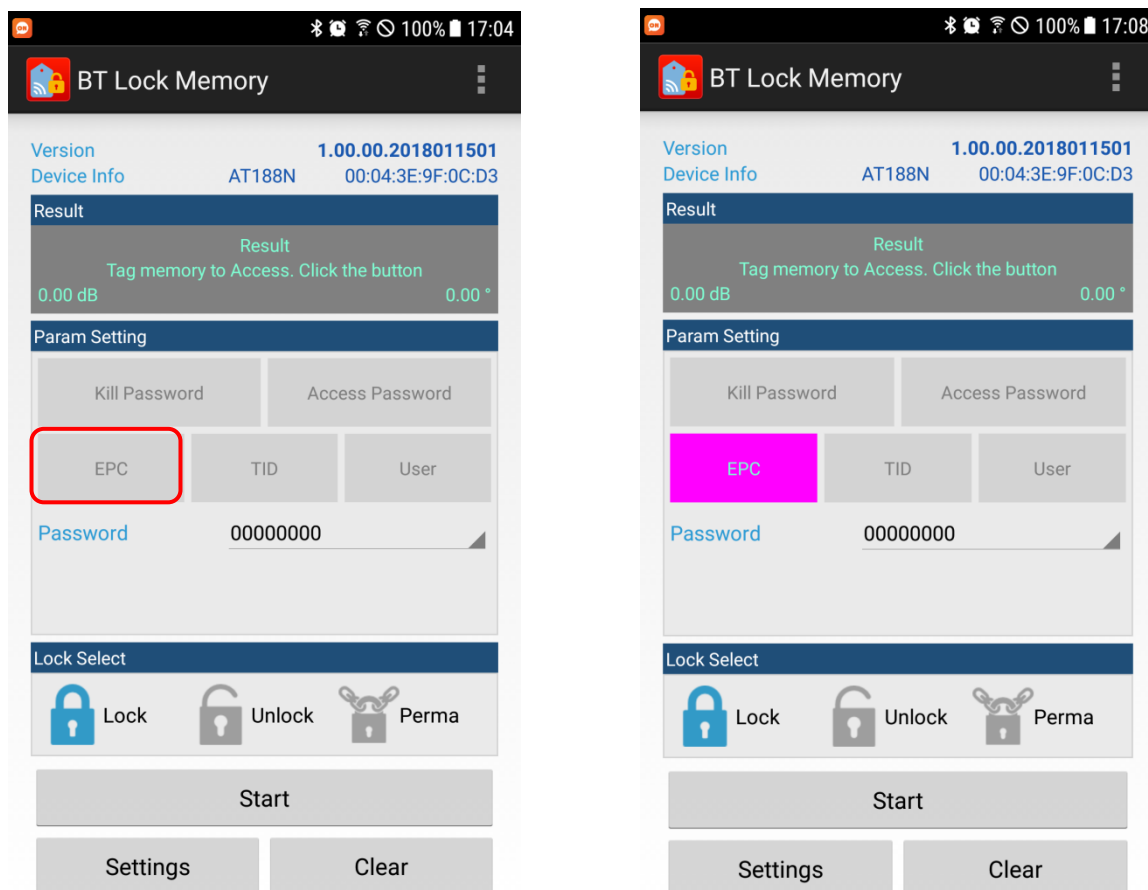 100% 17:04
BT Lock Memory
Version 1.00.00.2018011501
Device Info AT188N 00:04:3E:9F:0C:D3
Result
Result
Tag memory to Access. Click the button
0.00 dB 0.00 °
Param Setting
Kill Password Access Password
EPC TID User
Password 00000000
Lock Select
Lock Unlock Perma
Start
Settings Clear
100% 17:08
BT Lock Memory
Version 1.00.00.2018011501
Device Info AT188N 00:04:3E:9F:0C:D3
Result
Result
Tag memory to Access. Click the button
0.00 dB 0.00 °
Param Setting
Kill Password Access Password
EPC TID User
Password 00000000
Lock Select
Lock Unlock Perma
Start
Settings Clear